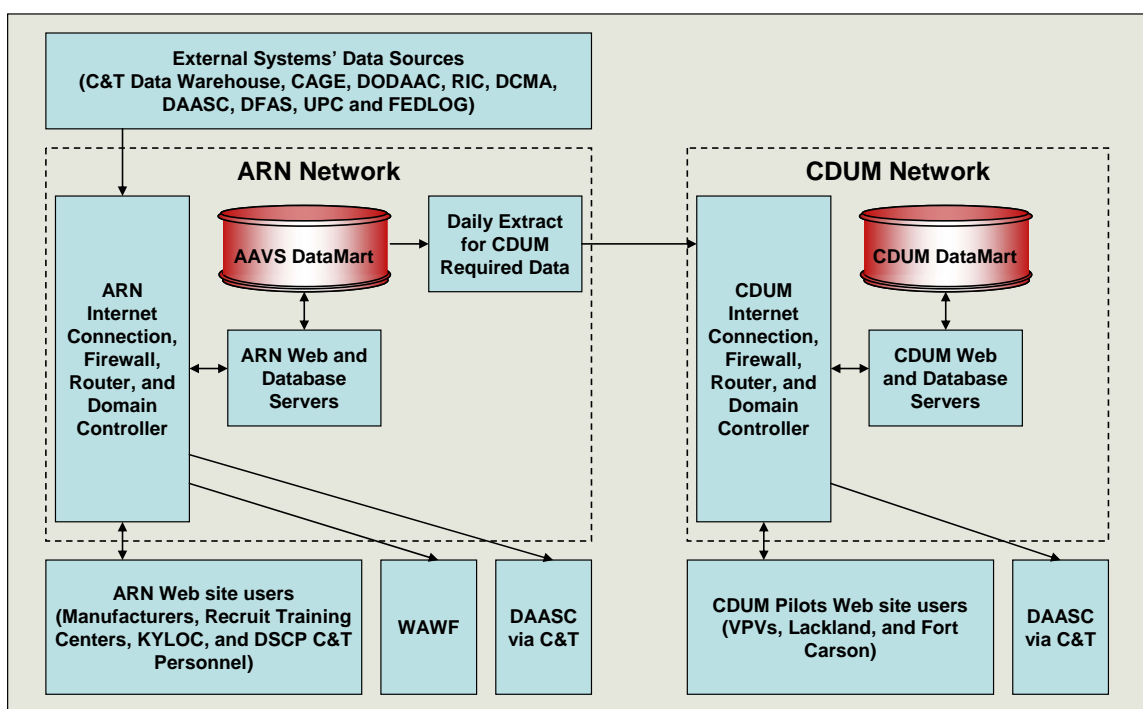 External Systems’ Data Sources
(C&T Data Warehouse, CAGE, DODAAC, RIC, DCMA,
DAASC, DFAS, UPC and FEDLOG)
ARN Network
AAVS DataMart
Daily Extract
for CDUM
Required Data
ARN
Internet
Connection,
Firewall,
Router, and
Domain
Controller
ARN Web and
Database
Servers
CDUM Network
CDUM DataMart
CDUM
Internet
Connection,
Firewall,
Router, and
Domain
Controller
CDUM Web
and Database
Servers
ARN Web site users
(Manufacturers, Recruit Training
Centers, KYLOC, and DSCP C&T
Personnel)
WAWF
DAASC
via C&T
CDUM Pilots Web site users
(VPVs, Lackland, and Fort
Carson)
DAASC
via C&T